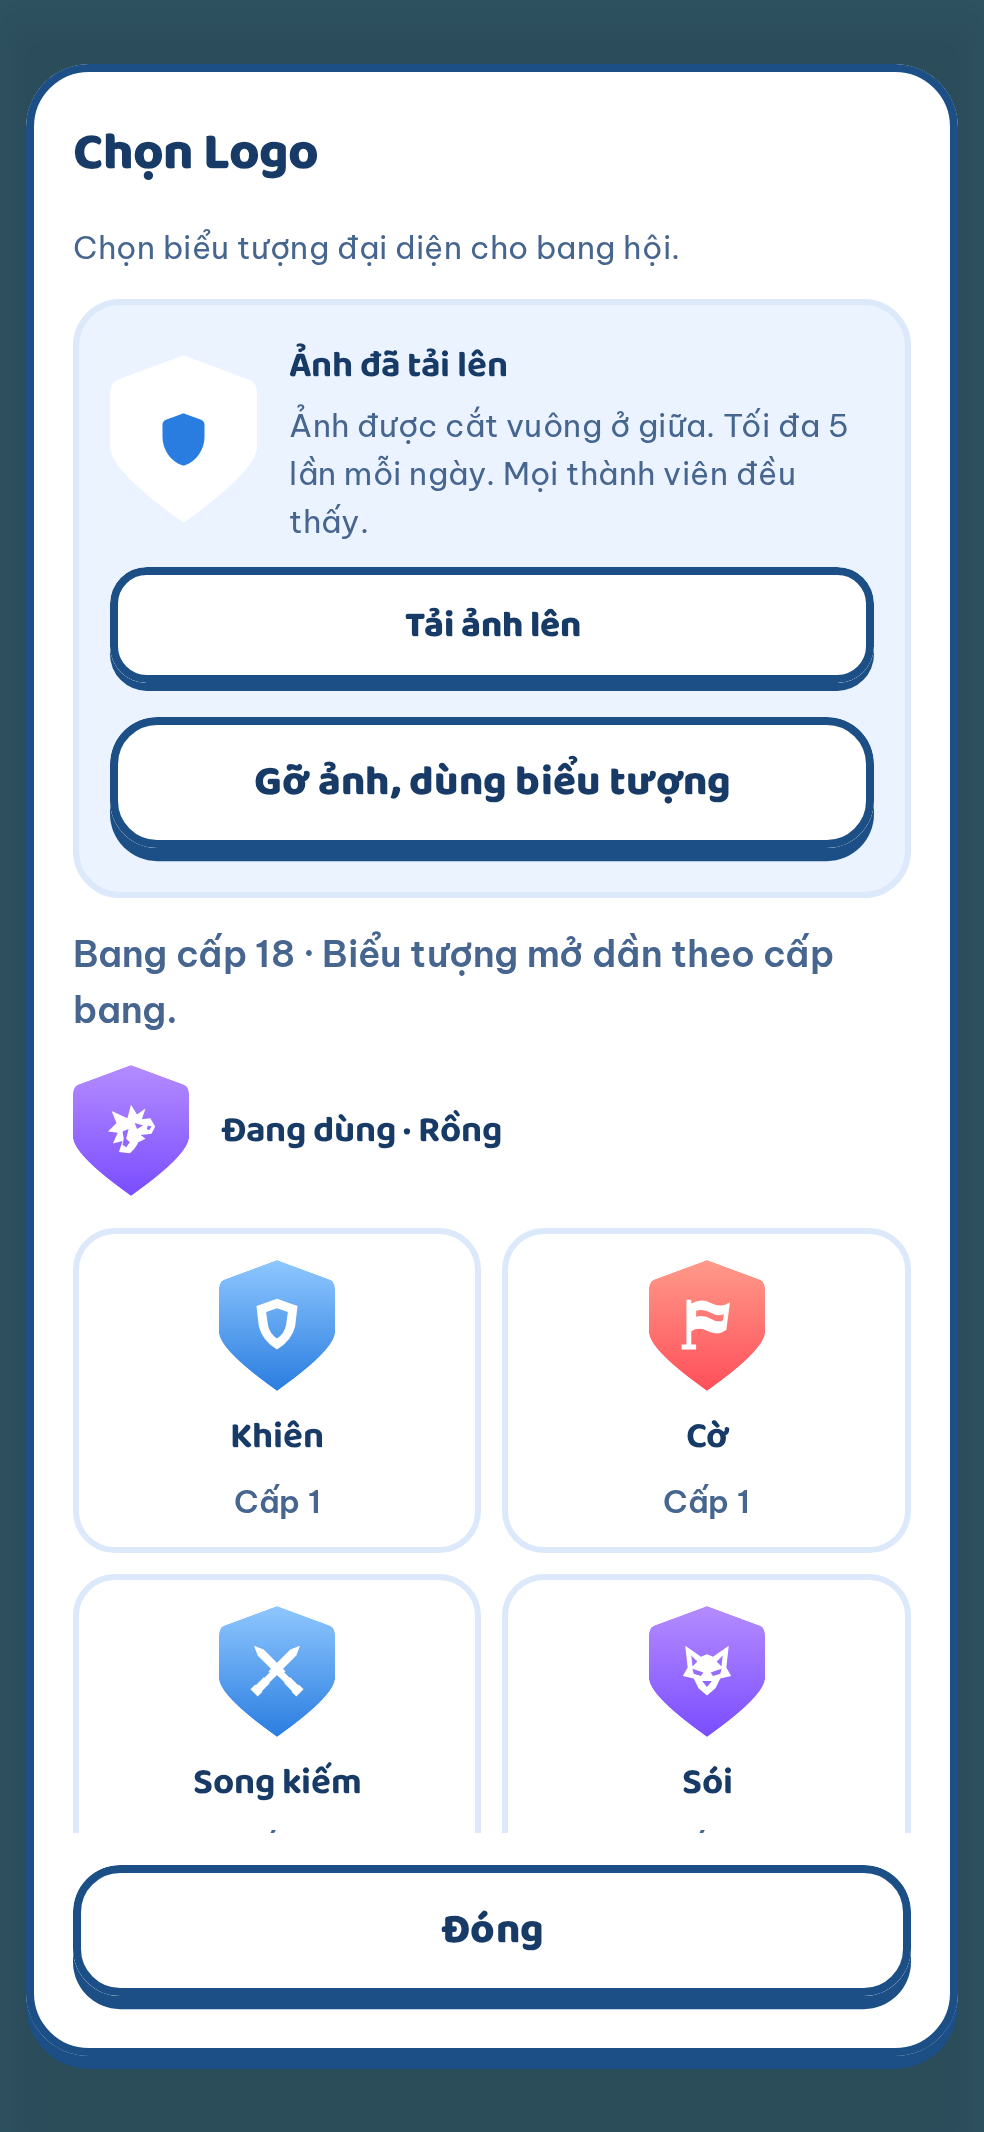 Chọn Logo
Chọn biểu tượng đại diện cho bang hội.
Ảnh đã tải lên
Ảnh được cắt vuông ở giữa. Tối đa 5
lần mỗi ngày. Mọi thành viên đều
thấy.
Tải ảnh lên
Gỡ ảnh, dùng biểu tượng
Bang cấp 18 · Biểu tượng mở dần theo cấp
bang.
Đang dùng · Rồng
Khiên
Cờ
Cấp 1
Cấp 1
Song kiếm
Sói
Đóng